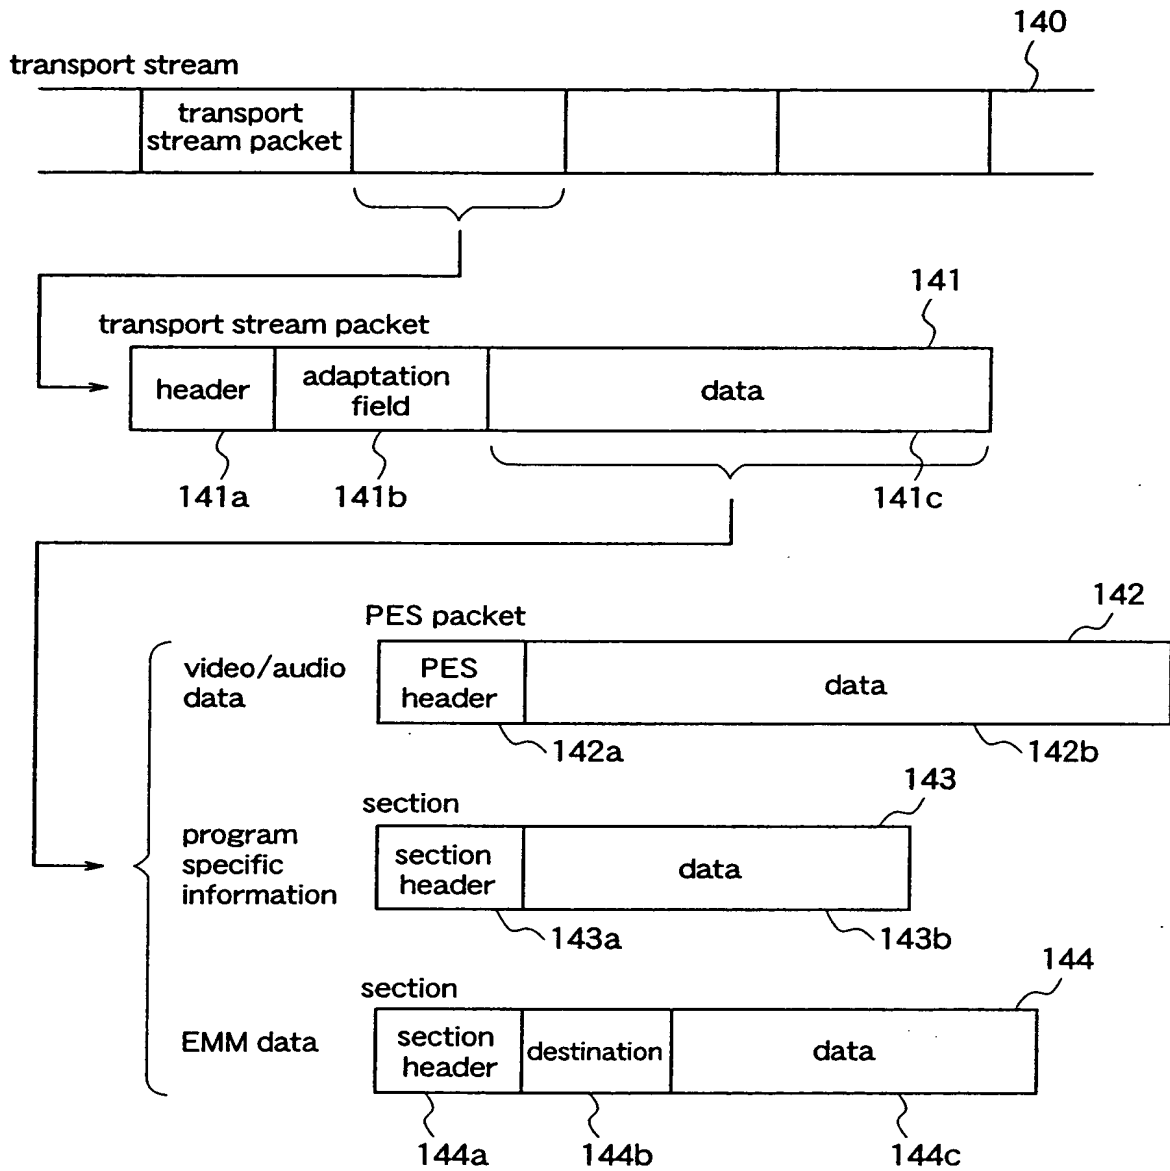 140
transport stream
transport
stream packet
141
transport stream packet
header
adaptation
field
data
141a
141b
141c
PES packet
142
video/audio
data
PES
header
data
142a
142b
section
143
program
specific
information
section
header
data
143a
143b
section
144
EMM data
section
header
destination
data
144a
144b
144c